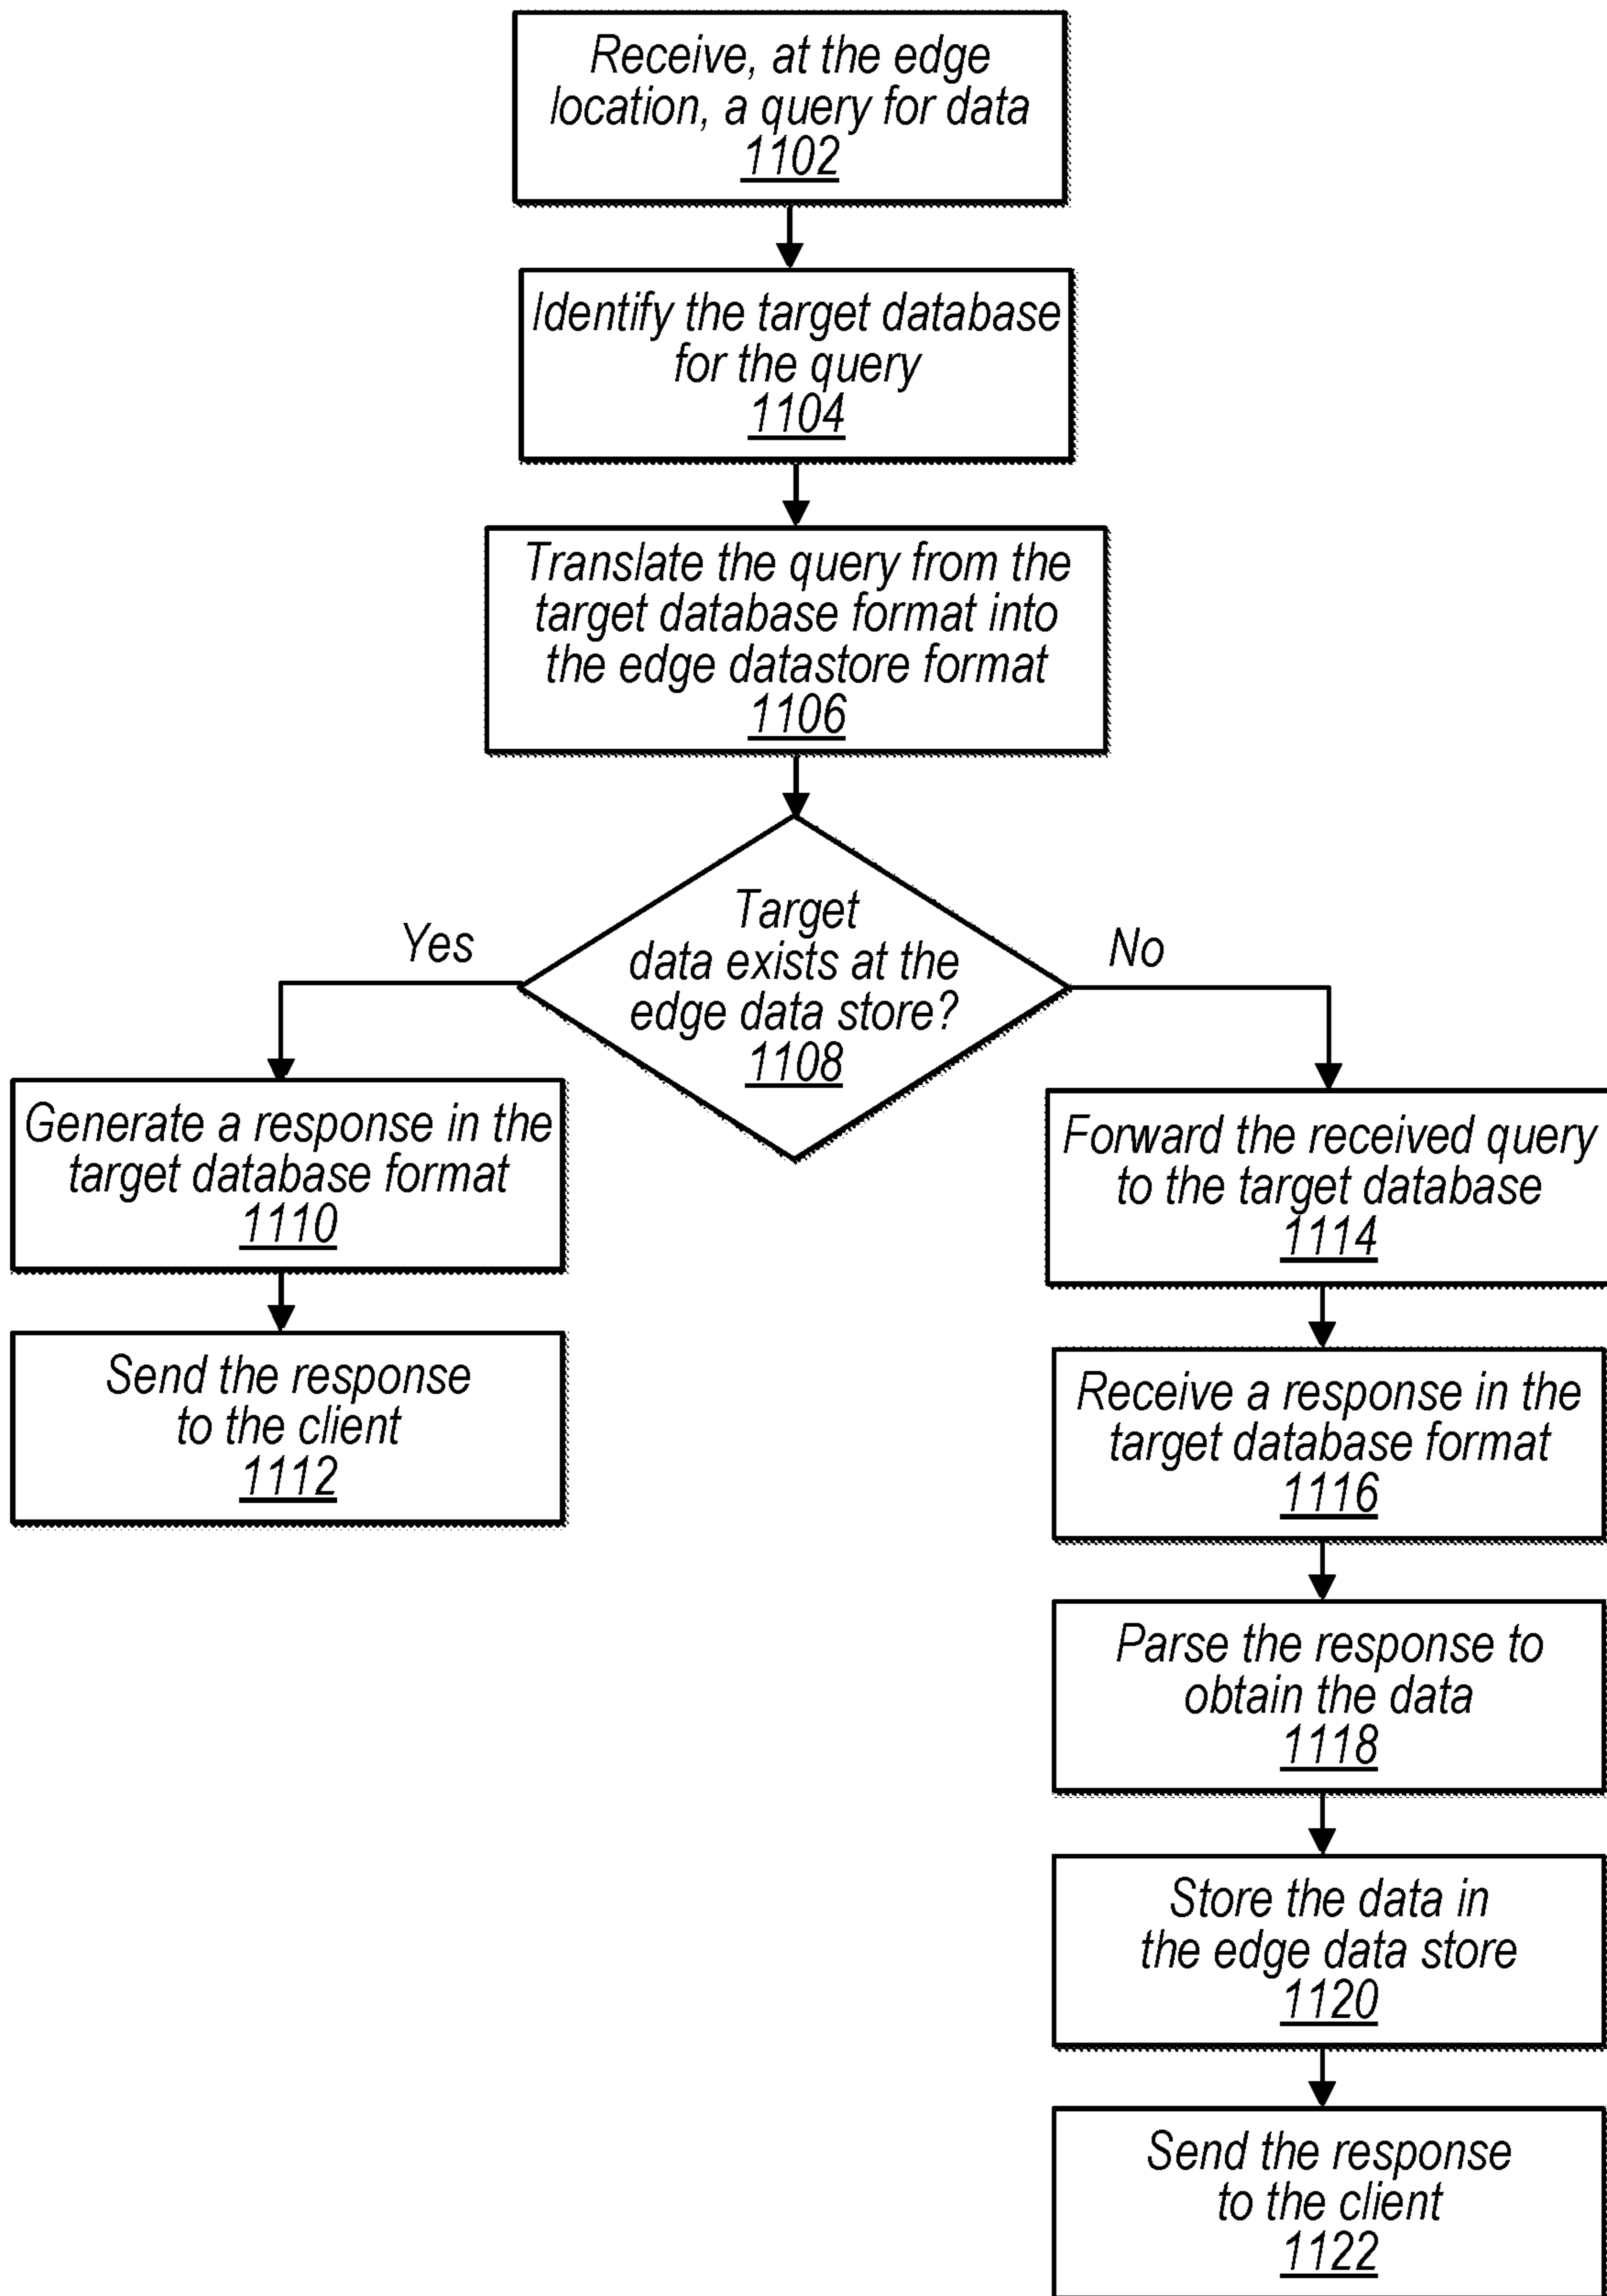 Receive, at the edge
location, a query for data
1102
Identify the target database
for the query
1104
Translate the query from the
target database format into
the edge datastore format
1106
Target
data exists at the
edge data store?
1108
Yes
No
Generate a response in the
target database format
1110
Send the response
to the client
1112
Forward the received query
to the target database
1114
Receive a response in the
target database format
1116
Parse the response to
obtain the data
1118
Store the data in
the edge data store
1120
Send the response
to the client
1122